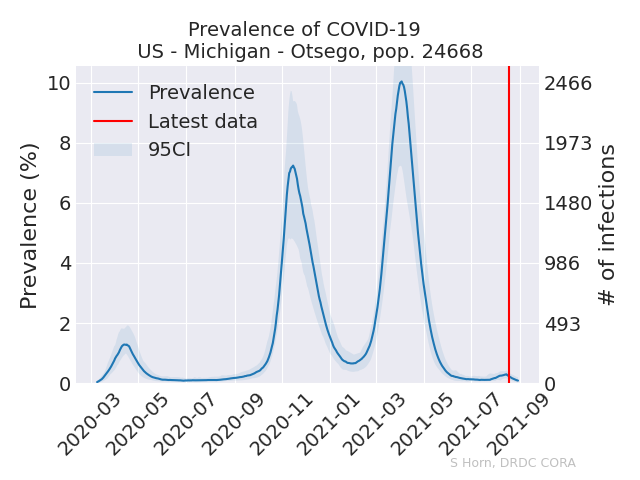 Prevalence of COVID-19
US - Michigan - Otsego, pop. 24668
Prevalence
Latest data
95CI
Prevalence (%)
10
8
6
4
2
0
2466
1973
1480
986
493
0
# of infections
2020-03
2020-05
2020-07
2020-09
2020-11
2021-01
2021-03
2021-05
2021-07
2021-09
S Horn, DRDC CORA